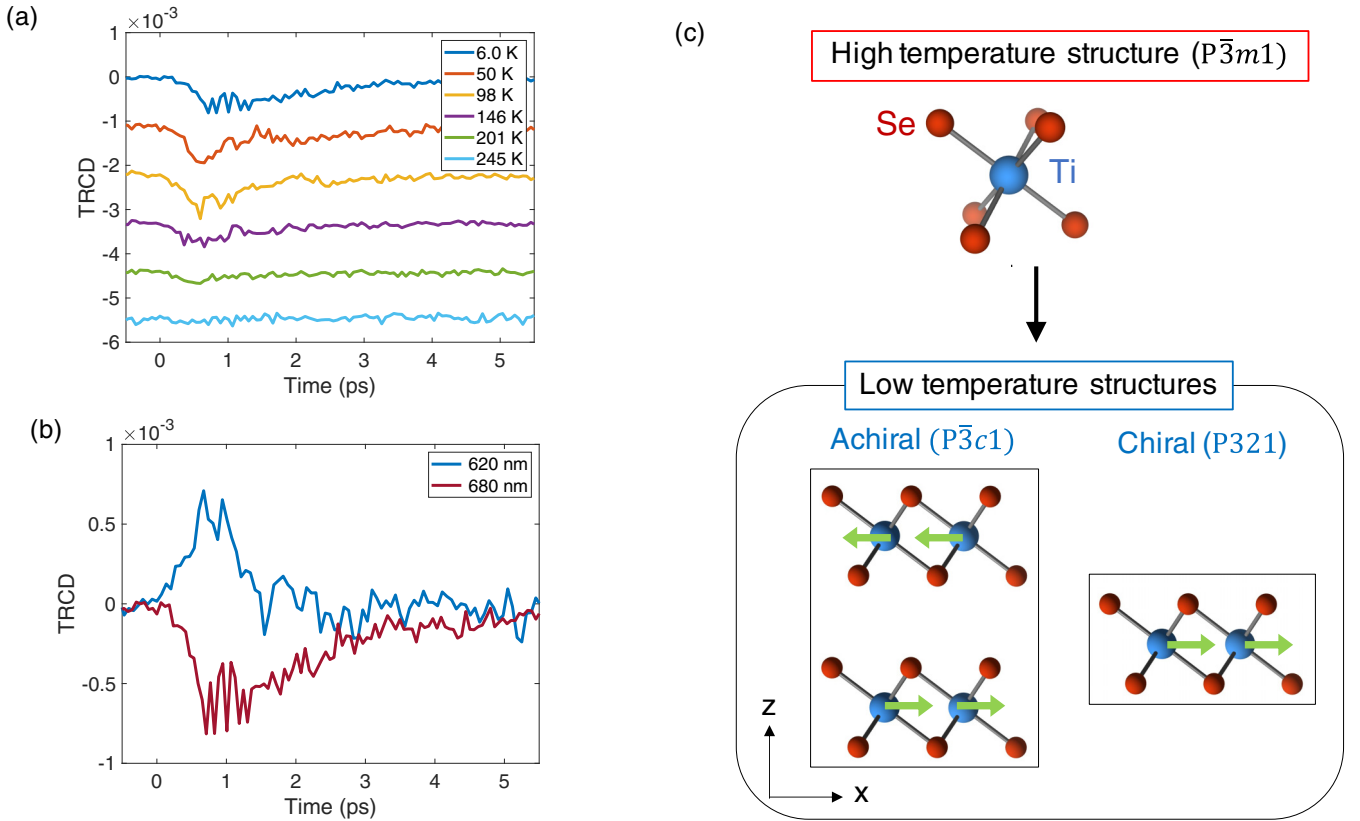 (a)
×10⁻³
1
0
-1
-2
-3
-4
-5
-6
TRCD
6.0 K
50 K
98 K
146 K
201 K
245 K
0 1 2 3 4 5
Time (ps)
(b)
×10⁻³
1
0.5
0
-0.5
-1
TRCD
620 nm
680 nm
0 1 2 3 4 5
Time (ps)
(c)
High temperature structure (P3̅m1)
Se
Ti
Low temperature structures
Achiral (P3̅c1)
Chiral (P321)
z
x